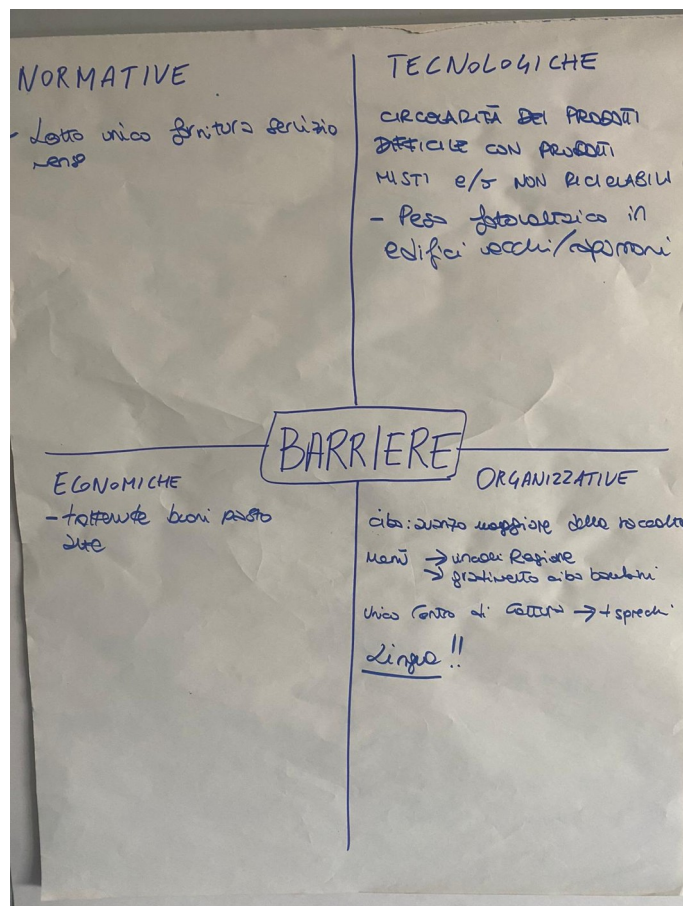 NORMATIVE
- Lotto unico fornitura servizio
mensa
TECNOLOGICHE
CIRCOLARITÀ DEI PRODOTTI
DIFFICILE CON PRODOTTI
MISTI e/o NON RICICLABILI
- Peso fotovoltaico in
edifici vecchi/capannoni
BARRIERE
ECONOMICHE
- trattenute buoni pasto
alte
ORGANIZZATIVE
cibo: avanzo maggiore della raccolta
Menù → vincoli Regione
→ gradimento cibo bambini
Unico Centro di Cottura → + sprechi
Lingua!!